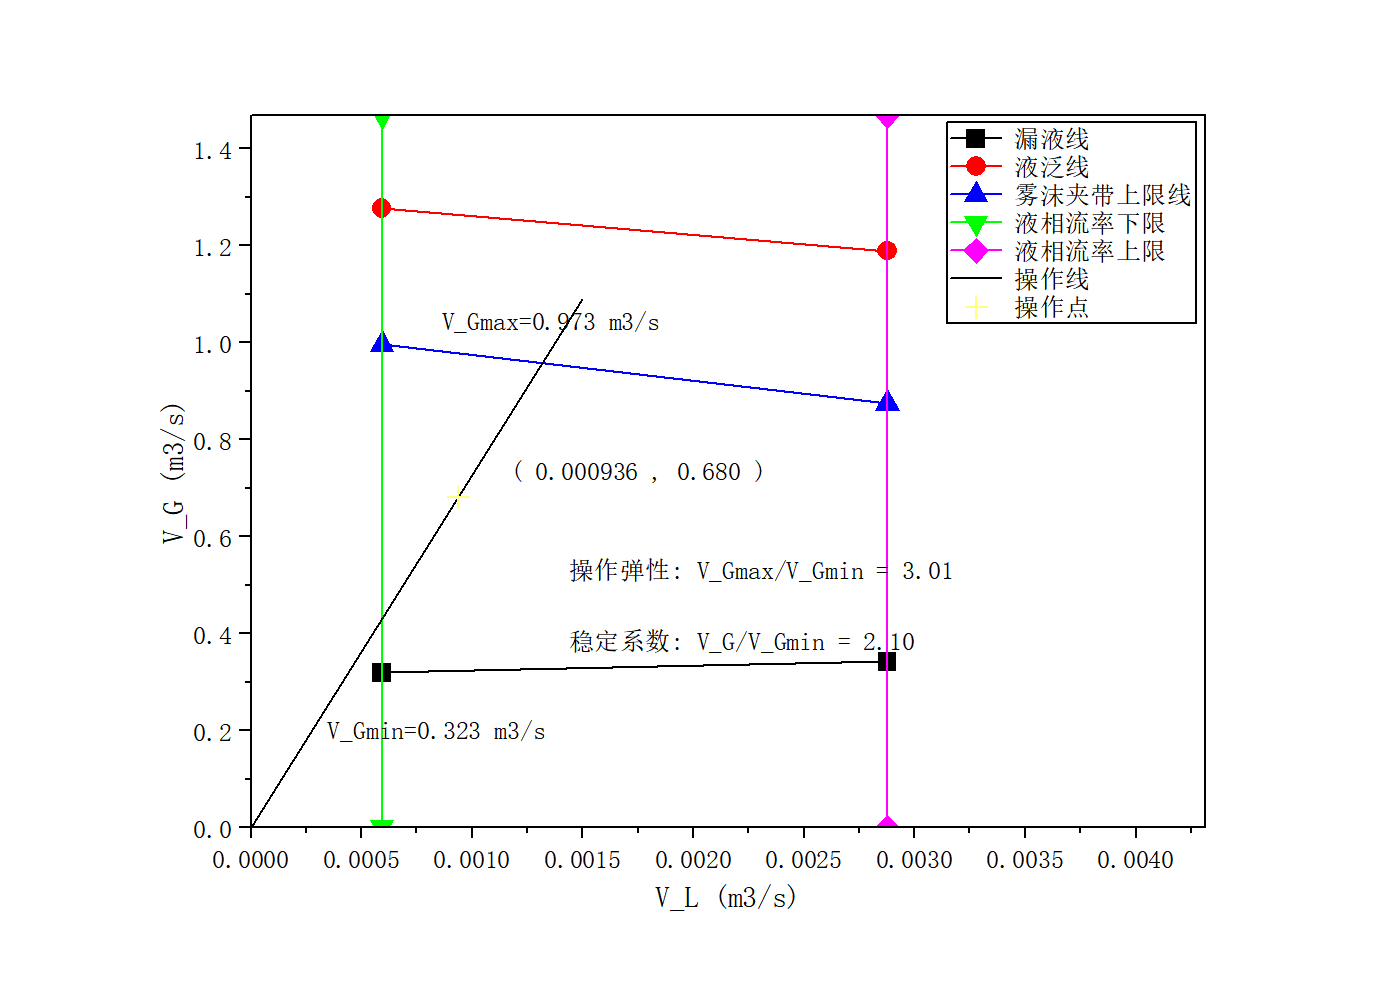 漏液线
液泛线
雾沫夹带上限线
液相流率下限
液相流率上限
操作线
操作点
1.4
1.2
1.0
0.8
0.6
0.4
0.2
0.0
V_G (m3/s)
V_Gmax=0.973 m3/s
( 0.000936 , 0.680 )
操作弹性: V_Gmax/V_Gmin = 3.01
稳定系数: V_G/V_Gmin = 2.10
V_Gmin=0.323 m3/s
0.0000 0.0005 0.0010 0.0015 0.0020 0.0025 0.0030 0.0035 0.0040
V_L (m3/s)